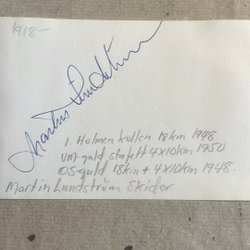 1918-
Martin Lundström
1 Holmenkollen 18km 1948
VM-guld stafett 4x10km 1950
OS-guld 18km + 4x10km 1948.
Martin Lundström Skidor